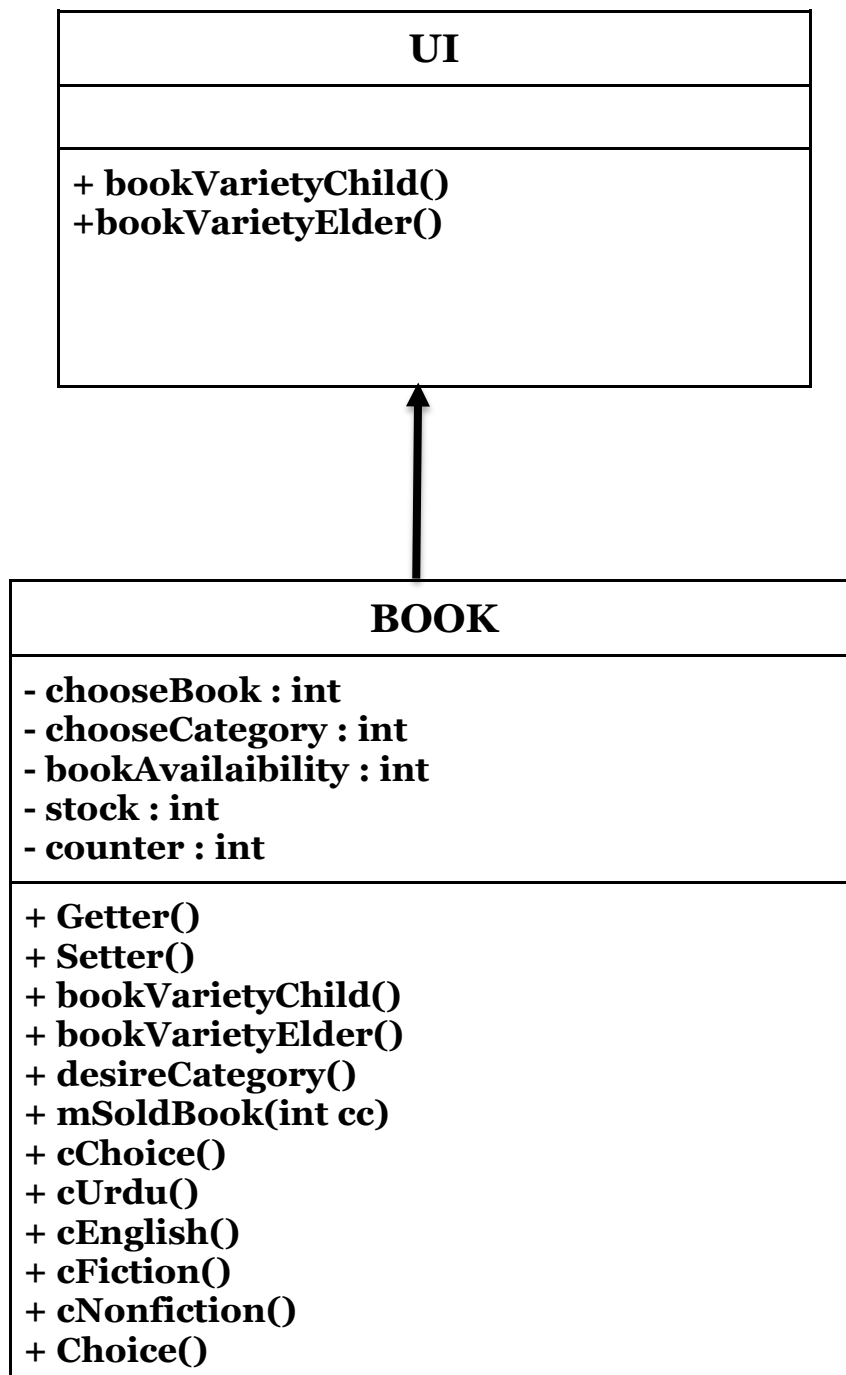 UI
+ bookVarietyChild()
+bookVarietyElder()
BOOK
- chooseBook : int
- chooseCategory : int
- bookAvailaibility : int
- stock : int
- counter : int
+ Getter()
+ Setter()
+ bookVarietyChild()
+ bookVarietyElder()
+ desireCategory()
+ mSoldBook(int cc)
+ cChoice()
+ cUrdu()
+ cEnglish()
+ cFiction()
+ cNonfiction()
+ Choice()